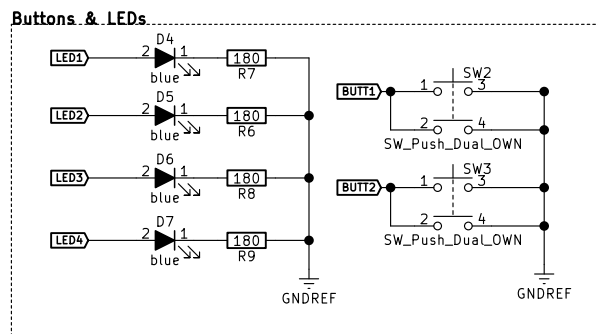 Buttons & LEDs
LED1 2 D4 1 180
blue R7
LED2 2 D5 1 180
blue R6
LED3 2 D6 1 180
blue R8
LED4 2 D7 1 180
blue R9
GNDREF
BUTT1 1 SW2 3
2 4
SW_Push_Dual_OWN
BUTT2 1 SW3 3
2 4
SW_Push_Dual_OWN
GNDREF